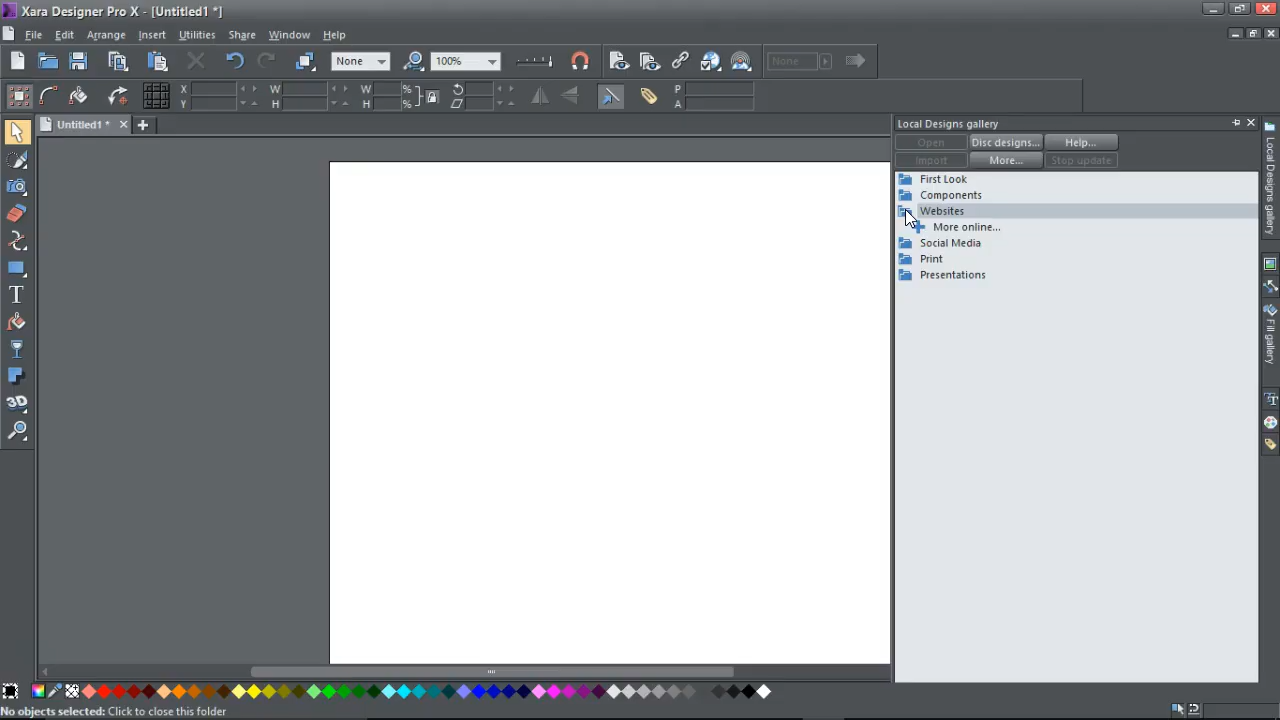 Xara Designer Pro X - [Untitled1 *]
File Edit Arrange Insert Utilities Share Window Help
None 100% None
X W W % P
Y H H % A
Untitled1 *
Local Designs gallery
Open Disc designs... Help...
Import More... Stop update
First Look
Components
Websites
More online...
Social Media
Print
Presentations
Local Designs gallery
Fill gallery
T
3D
No objects selected: Click to close this folder